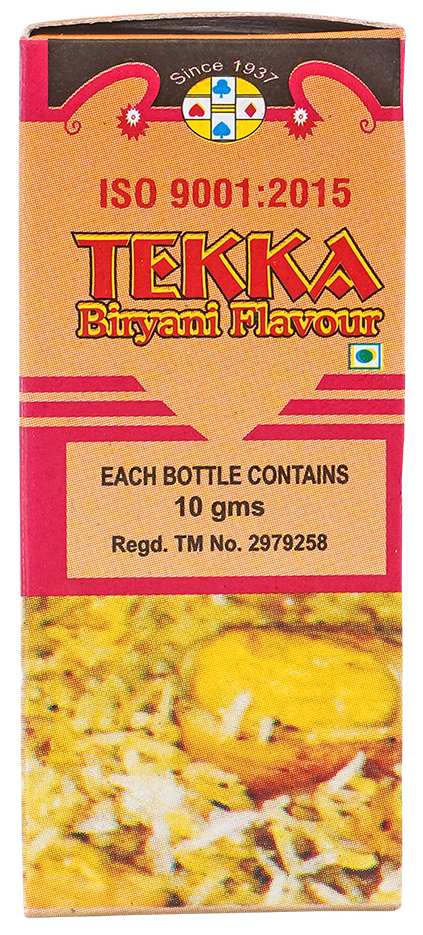 Since 1937
ISO 9001:2015
TEKKA
Biryani Flavour
EACH BOTTLE CONTAINS
10 gms
Regd. TM No. 2979258